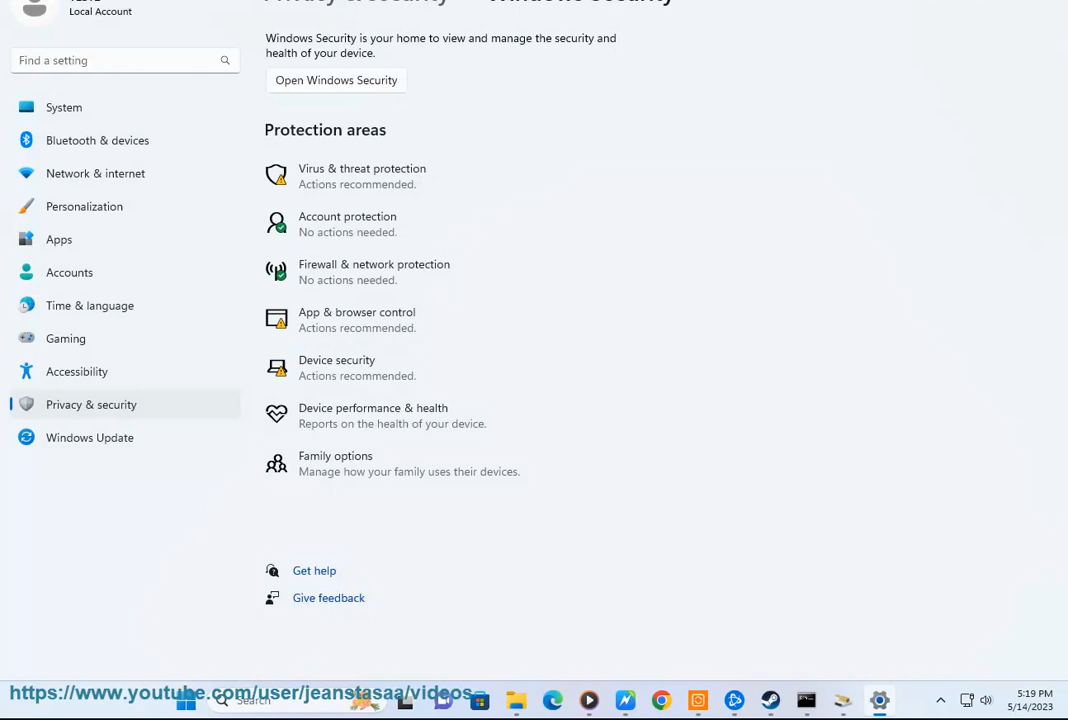 Local Account
Privacy & security
Windows Security
Windows Security is your home to view and manage the security and
health of your device.
Find a setting
Open Windows Security
System
Bluetooth & devices
Network & internet
Personalization
Apps
Accounts
Time & language
Gaming
Accessibility
Privacy & security
Windows Update
Protection areas
Virus & threat protection
Actions recommended.
Account protection
No actions needed.
Firewall & network protection
No actions needed.
App & browser control
Actions recommended.
Device security
Actions recommended.
Device performance & health
Reports on the health of your device.
Family options
Manage how your family uses their devices.
Get help
Give feedback
https://www.youtube.com/user/jeanstasaa/videos
Search
5:19 PM
5/14/2023